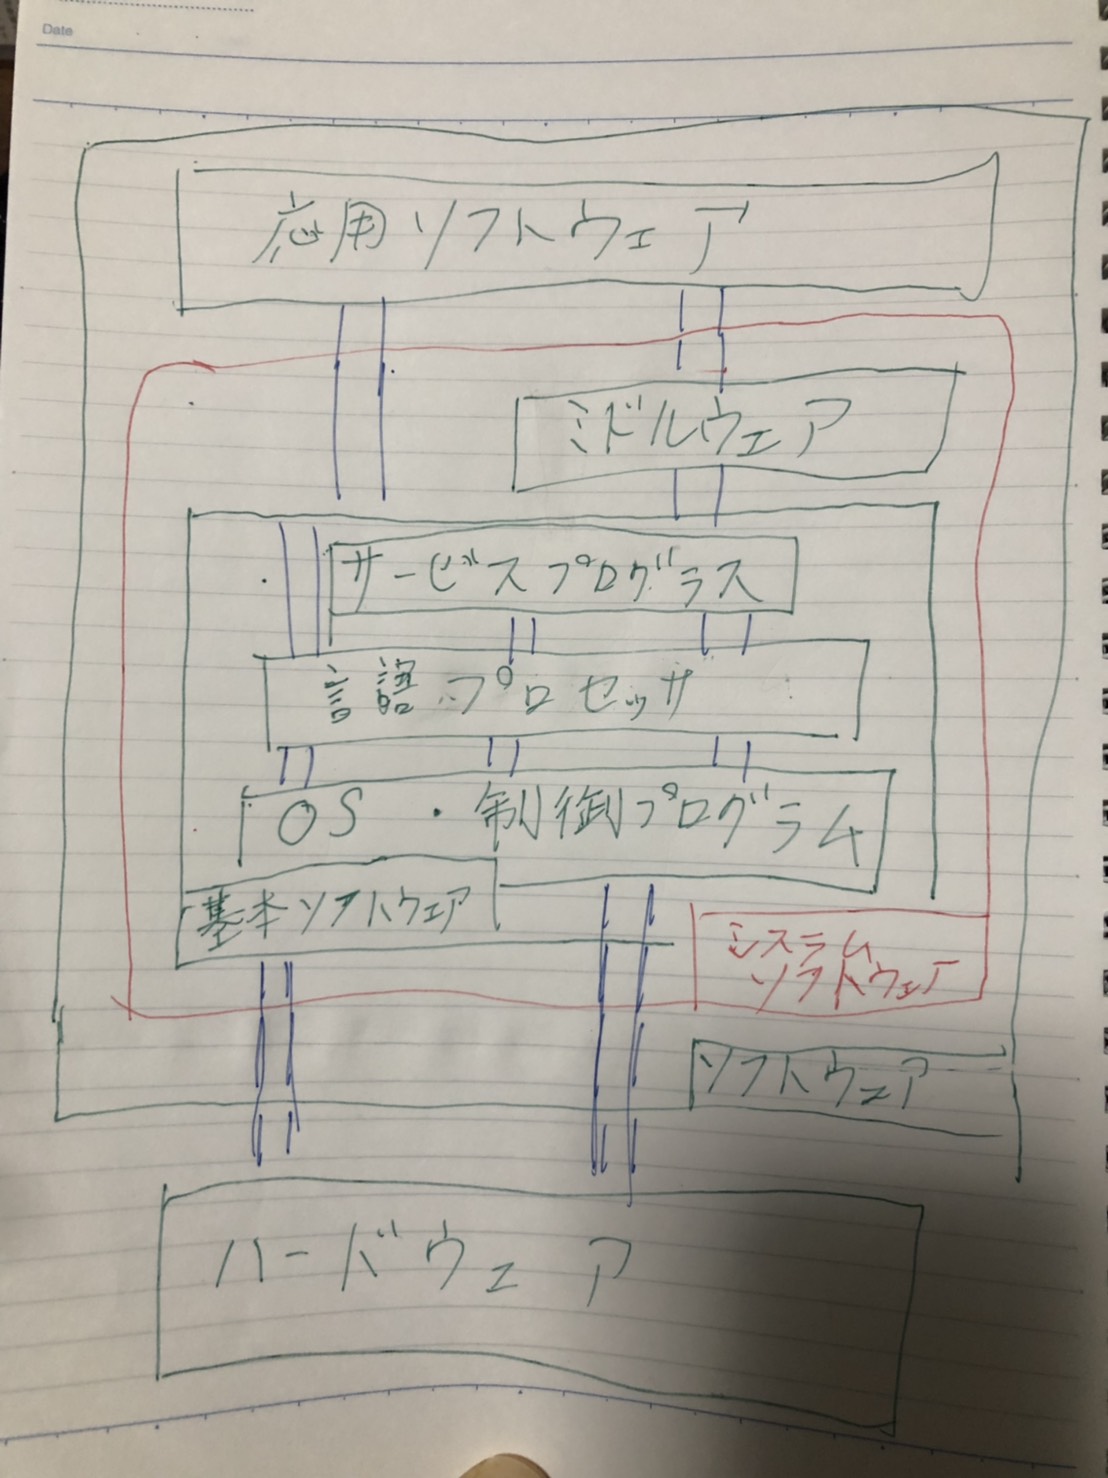 Date
応用ソフトウェア
ミドルウェア
サービスプログラス
言語プロセッサ
OS・制御プログラム
基本ソフトウェア
システム
ソフトウェア
ソフトウェア
ハードウェア